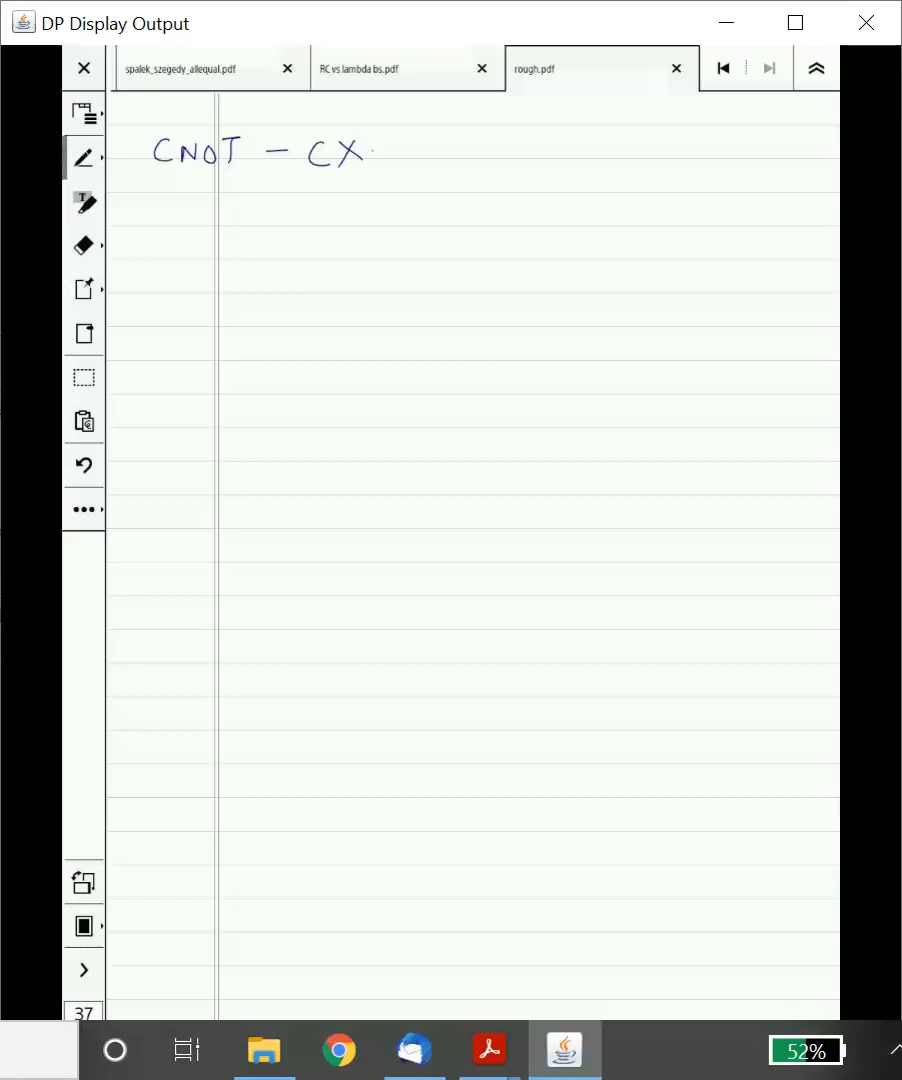 DP Display Output
spalek_szegedy_allequal.pdf
RC vs lambda bs.pdf
rough.pdf
CNOT - CX
37
52%